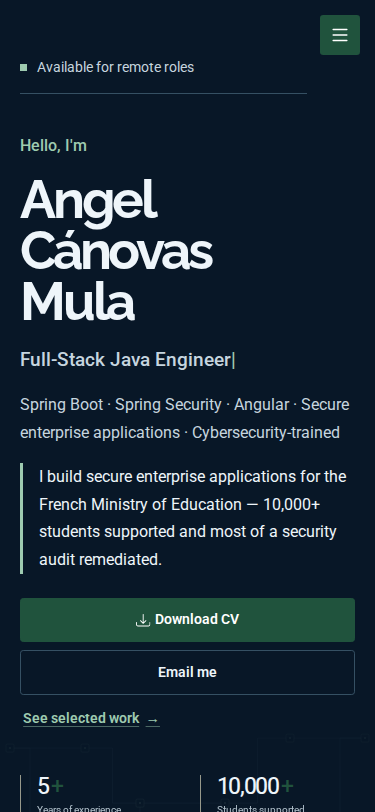 Available for remote roles
Hello, I'm
Angel
Cánovas
Mula
Full-Stack Java Engineer|
Spring Boot · Spring Security · Angular · Secure
enterprise applications · Cybersecurity-trained
I build secure enterprise applications for the
French Ministry of Education — 10,000+
students supported and most of a security
audit remediated.
Download CV
Email me
See selected work →
5+ 10,000+
Years of experience Students supported